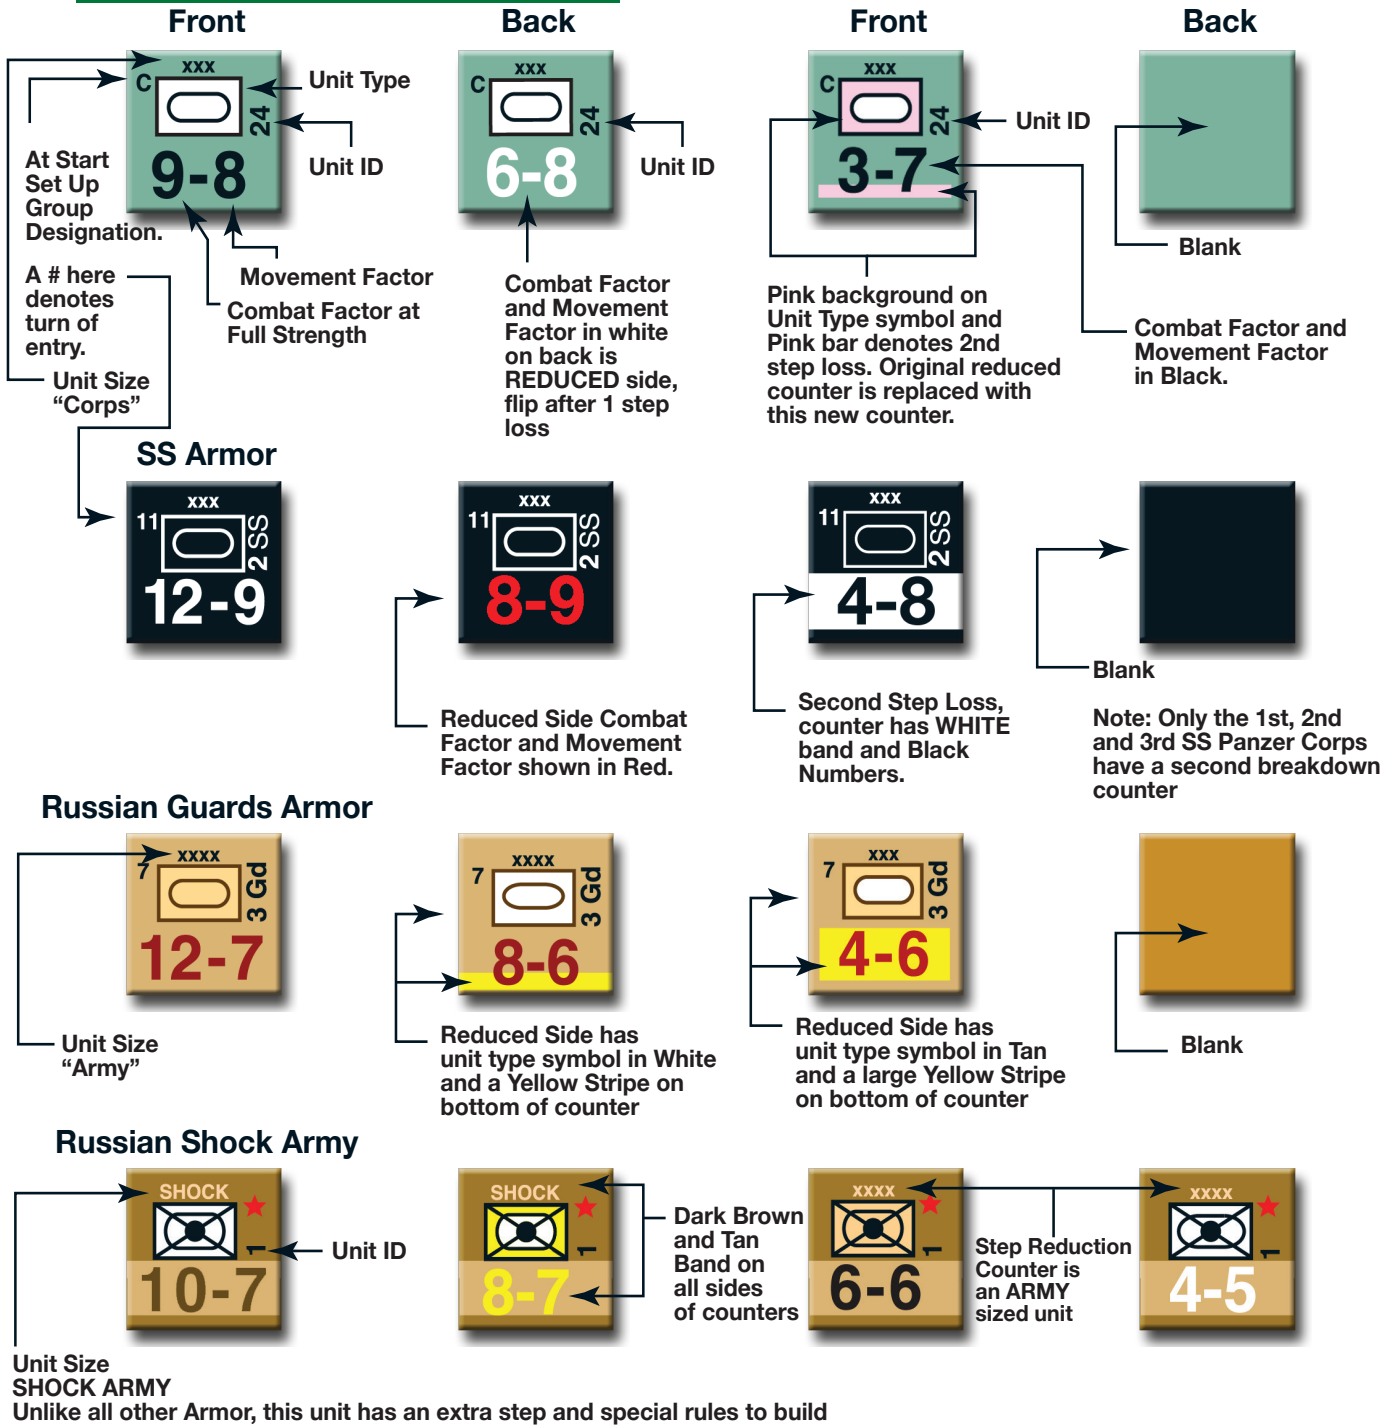 Front
Back
Front
Back
xxx
C
24
9-8
Unit Type
Unit ID
At Start
Set Up
Group
Designation.
A # here
denotes
turn of
entry.
Unit Size
“Corps”
Movement Factor
Combat Factor at
Full Strength
xxx
C
24
6-8
Unit ID
Combat Factor
and Movement
Factor in white
on back is
REDUCED side,
flip after 1 step
loss
xxx
C
24
3-7
Unit ID
Pink background on
Unit Type symbol and
Pink bar denotes 2nd
step loss. Original reduced
counter is replaced with
this new counter.
Blank
Combat Factor and
Movement Factor
in Black.
SS Armor
xxx
11
2 SS
12-9
xxx
11
2 SS
8-9
Reduced Side Combat
Factor and Movement
Factor shown in Red.
xxx
11
2 SS
4-8
Second Step Loss,
counter has WHITE
band and Black
Numbers.
Blank
Note: Only the 1st, 2nd
and 3rd SS Panzer Corps
have a second breakdown
counter
Russian Guards Armor
xxxx
7
3 Gd
12-7
Unit Size
“Army”
xxxx
7
3 Gd
8-6
Reduced Side has
unit type symbol in White
and a Yellow Stripe on
bottom of counter
xxx
7
3 Gd
4-6
Reduced Side has
unit type symbol in Tan
and a large Yellow Stripe
on bottom of counter
Blank
Russian Shock Army
SHOCK
1
10-7
Unit ID
SHOCK
1
8-7
Dark Brown
and Tan
Band on
all sides
of counters
xxxx
1
6-6
Step Reduction
Counter is
an ARMY
sized unit
xxxx
1
4-5
Unit Size
SHOCK ARMY
Unlike all other Armor, this unit has an extra step and special rules to build